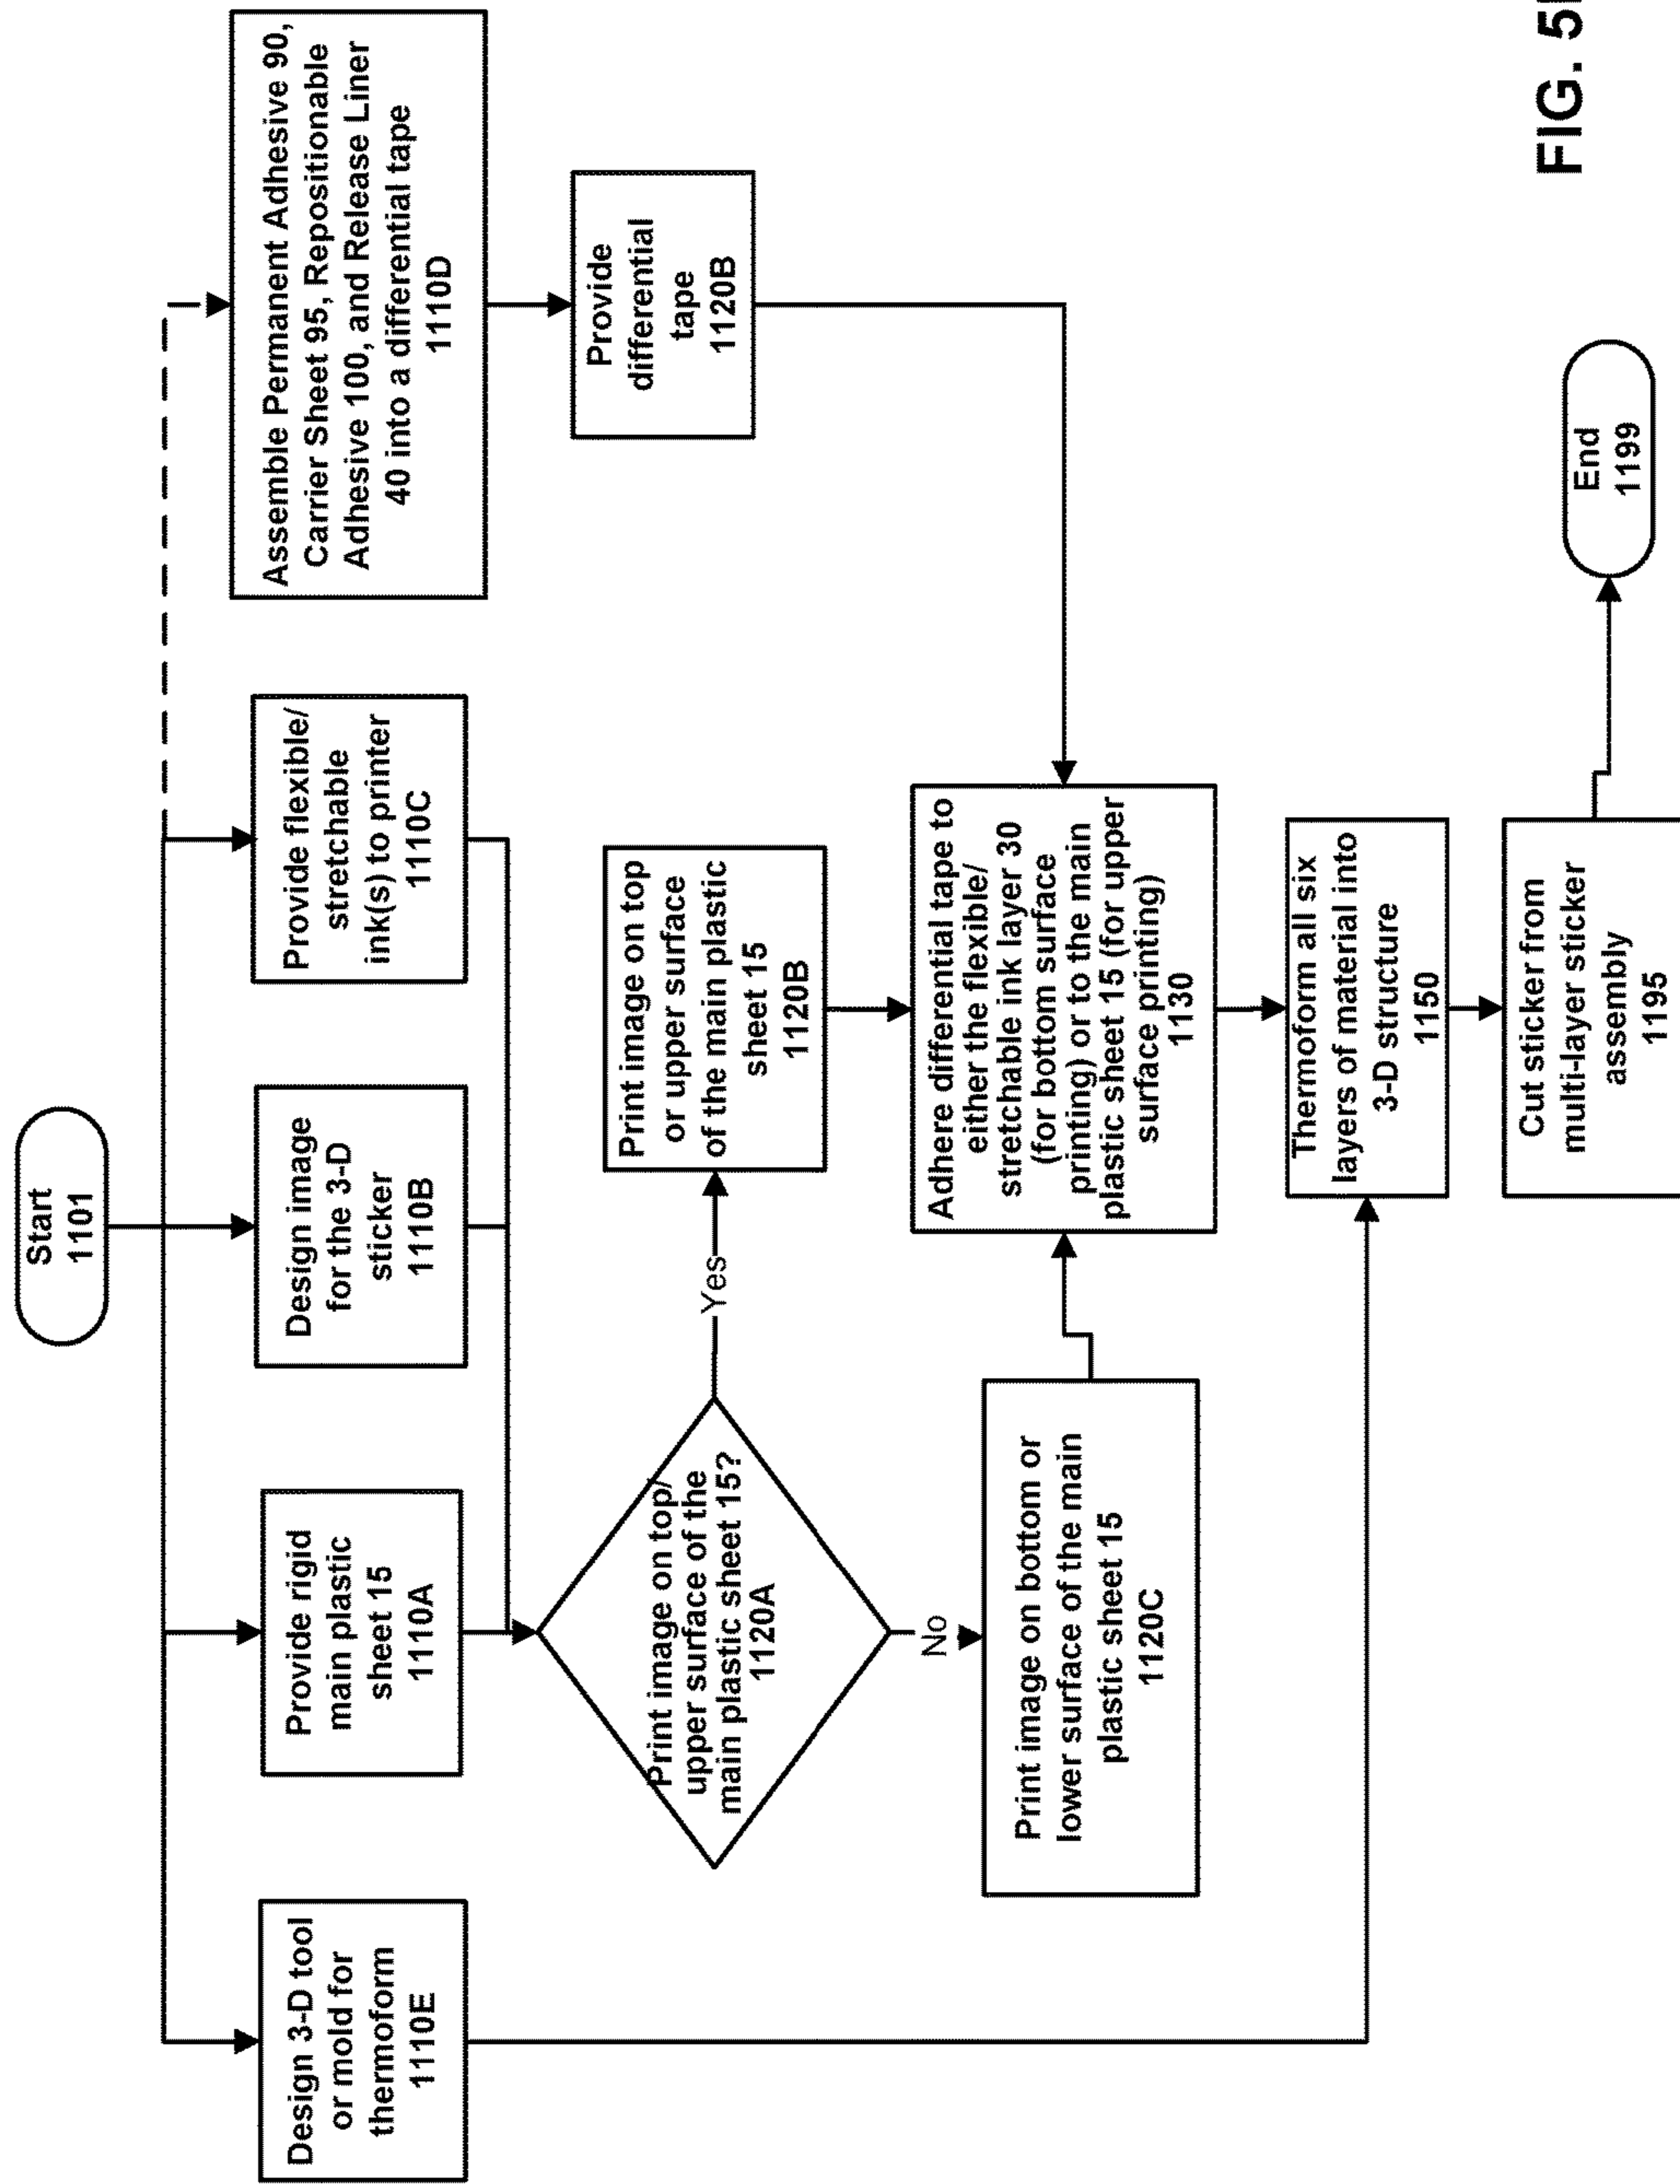 Start
1101
Design 3-D tool
or mold for
thermoform
1110E
Provide rigid
main plastic
sheet 15
1110A
Design image
for the 3-D
sticker
1110B
Provide flexible/
stretchable
ink(s) to printer
1110C
Assemble Permanent Adhesive 90,
Carrier Sheet 95, Repositionable
Adhesive 100, and Release Liner
40 into a differential tape
1110D
Print image on top/
upper surface of the
main plastic sheet 15?
1120A
Yes
Print image on top
or upper surface
of the main plastic
sheet 15
1120B
Provide
differential
tape
1120B
No
Print image on bottom or
lower surface of the main
plastic sheet 15
1120C
Adhere differential tape to
either the flexible/
stretchable ink layer 30
(for bottom surface
printing) or to the main
plastic sheet 15 (for upper
surface printing)
1130
Thermoform all six
layers of material into
3-D structure
1150
Cut sticker from
multi-layer sticker
assembly
1195
End
1199
FIG. 5